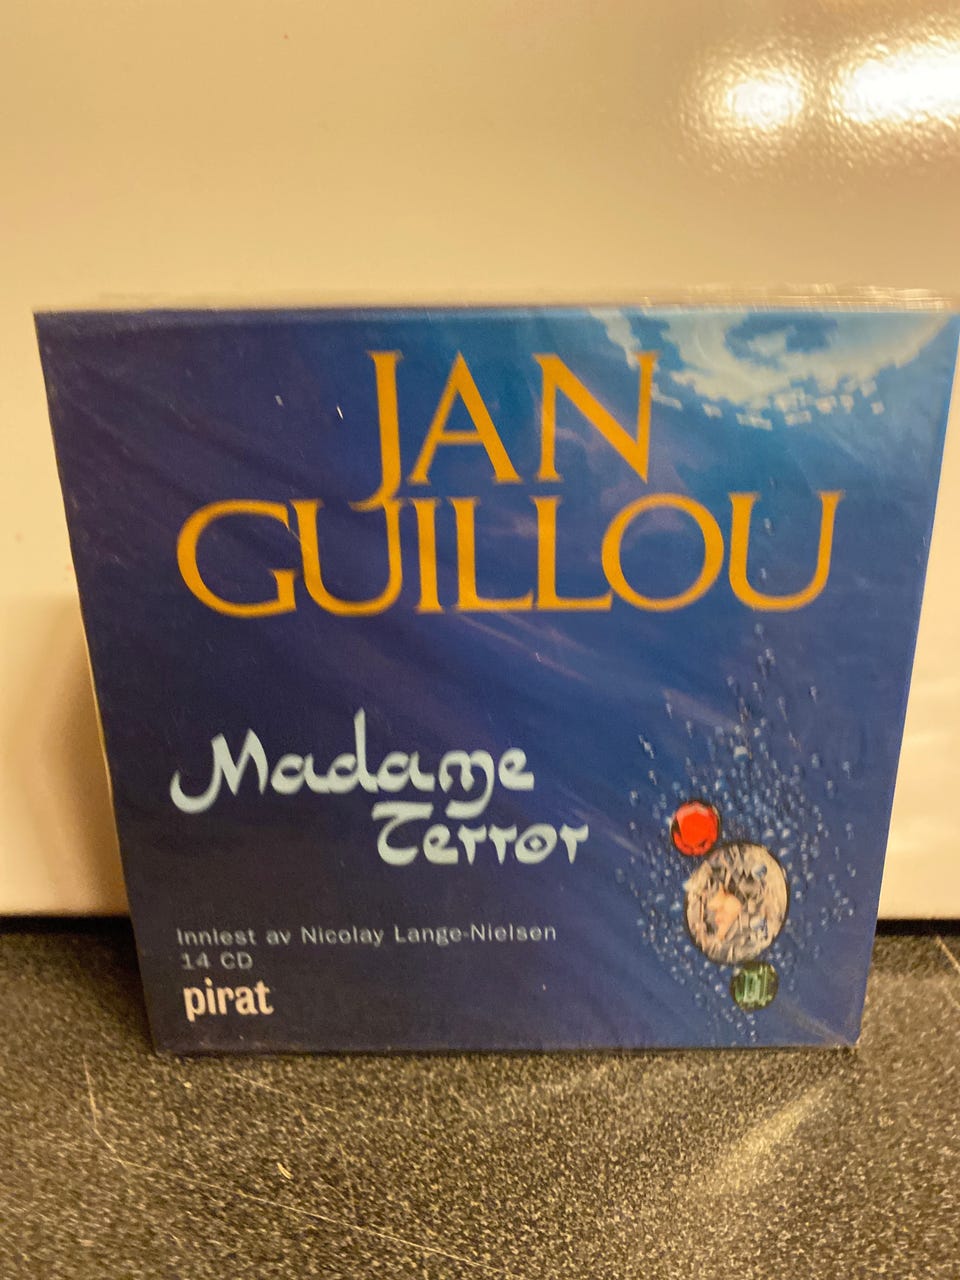 JAN
GUILLOU
Madame
Terror
Innlest av Nicolay Lange-Nielsen
14 CD
pirat